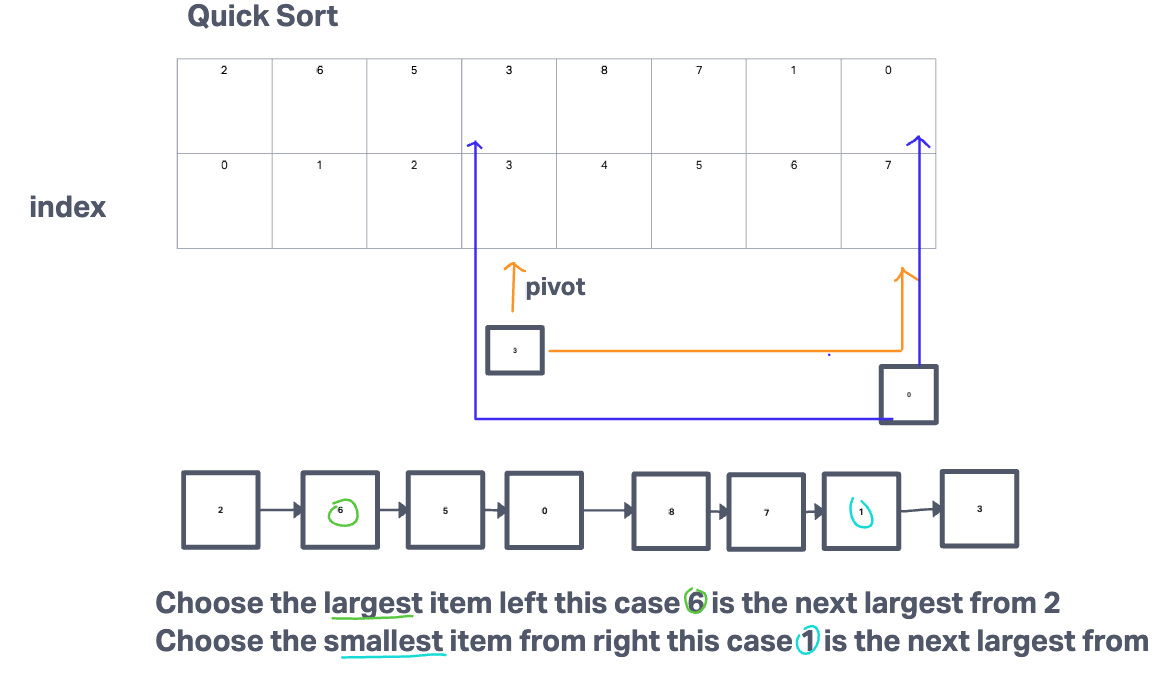 Quick Sort
2 6 5 3 8 7 1 0
0 1 2 3 4 5 6 7
index
pivot
3
0
2 6 5 0 8 7 1 3
Choose the largest item left this case 6 is the next largest from 2
Choose the smallest item from right this case 1 is the next largest from